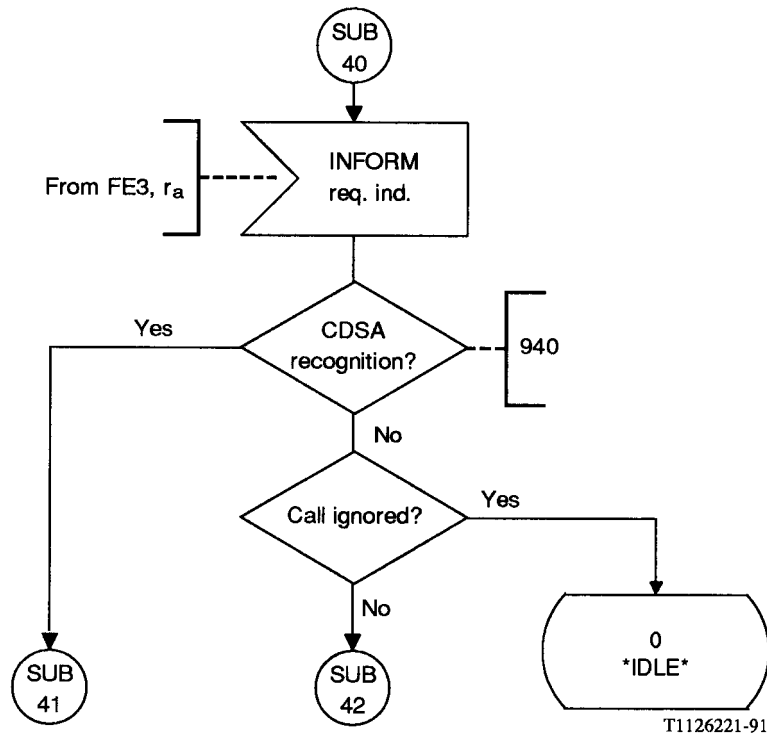 SUB
40
INFORM
req. ind.
From FE3, ra
Yes
CDSA
recognition?
940
No
Call ignored?
Yes
No
SUB
41
SUB
42
0
*IDLE*
T1126221-91